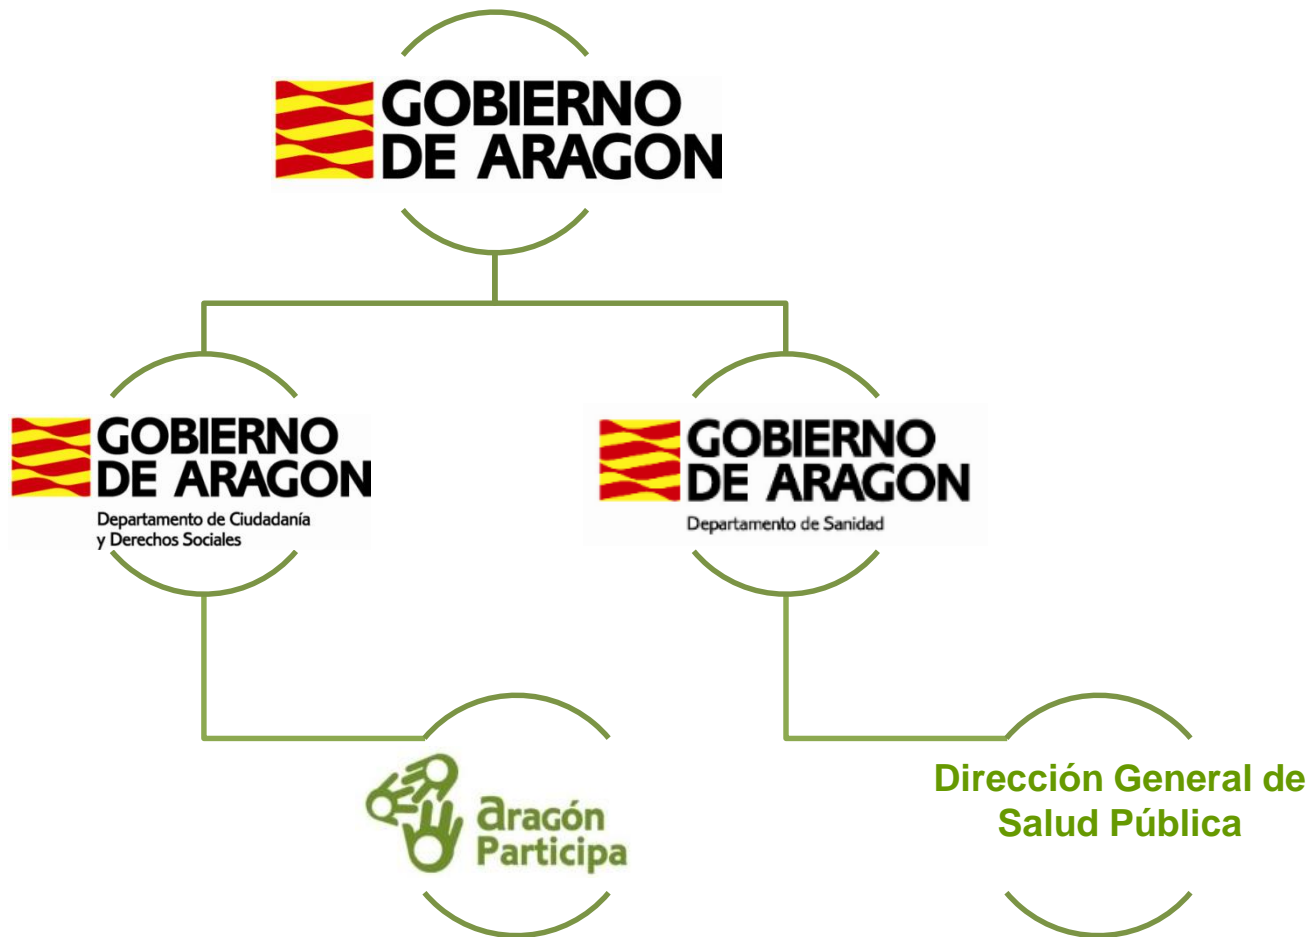 GOBIERNO
DE ARAGON
GOBIERNO
DE ARAGON
Departamento de Ciudadanía
y Derechos Sociales
GOBIERNO
DE ARAGON
Departamento de Sanidad
aragón
Participa
Dirección General de
Salud Pública